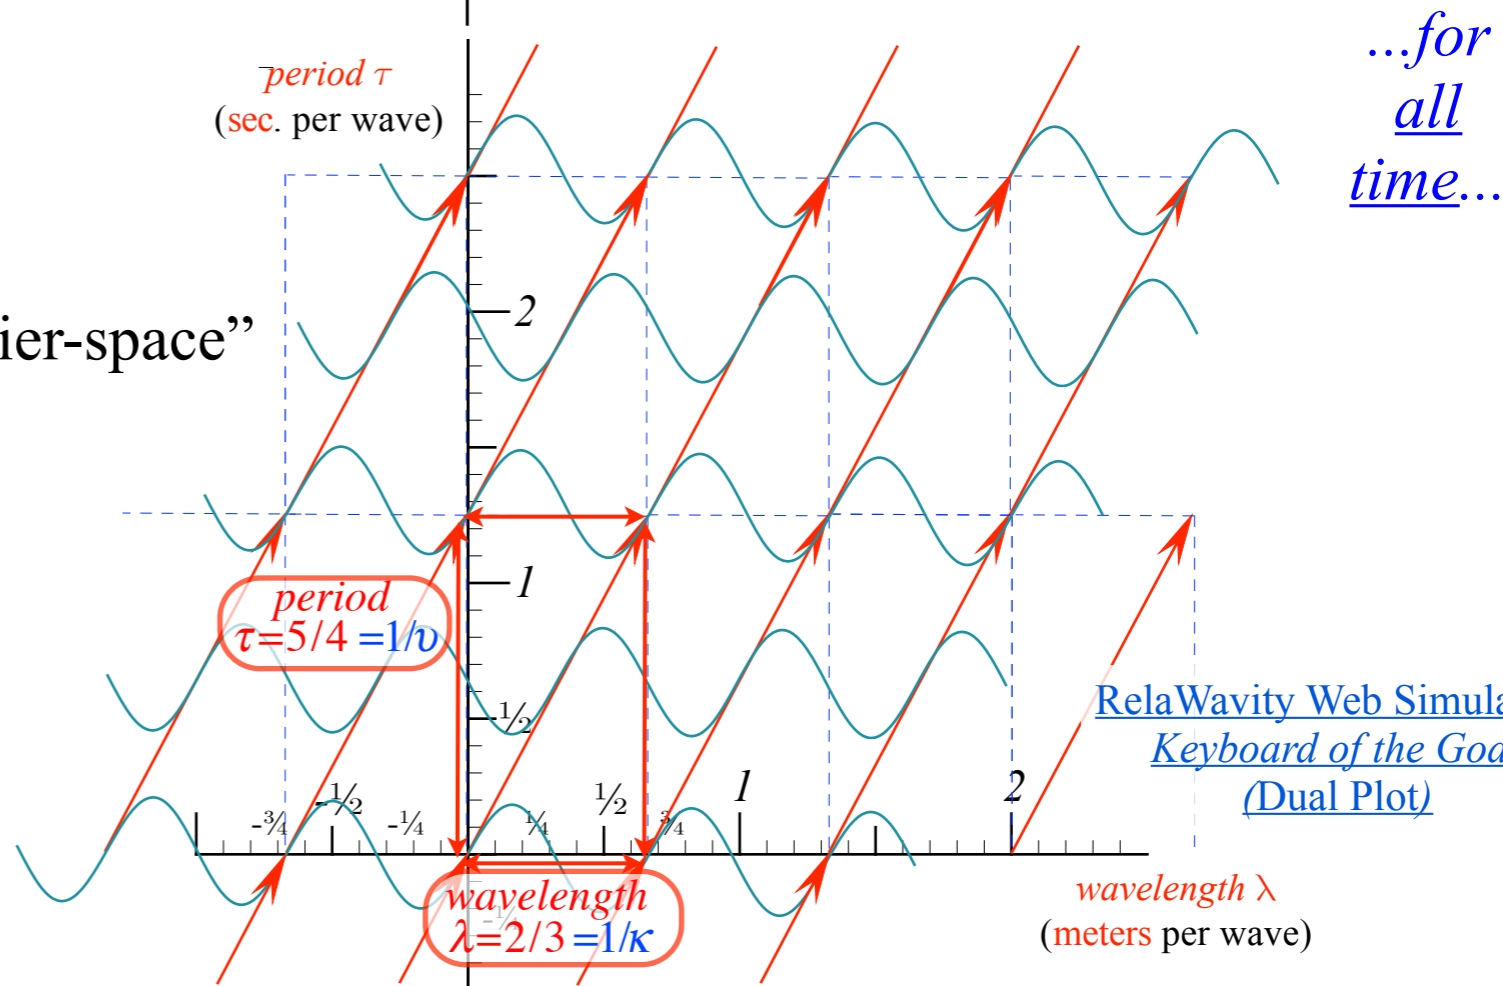 ...for
all
time...
period τ
(sec. per wave)
ier-space”
2
1
period
τ=5/4 =1/υ
½
RelaWavity Web Simula
Keyboard of the God
(Dual Plot)
-¾
-½
-¼
¼
½
¾
1
2
wavelength
λ=2/3 =1/κ
-¼
wavelength λ
(meters per wave)